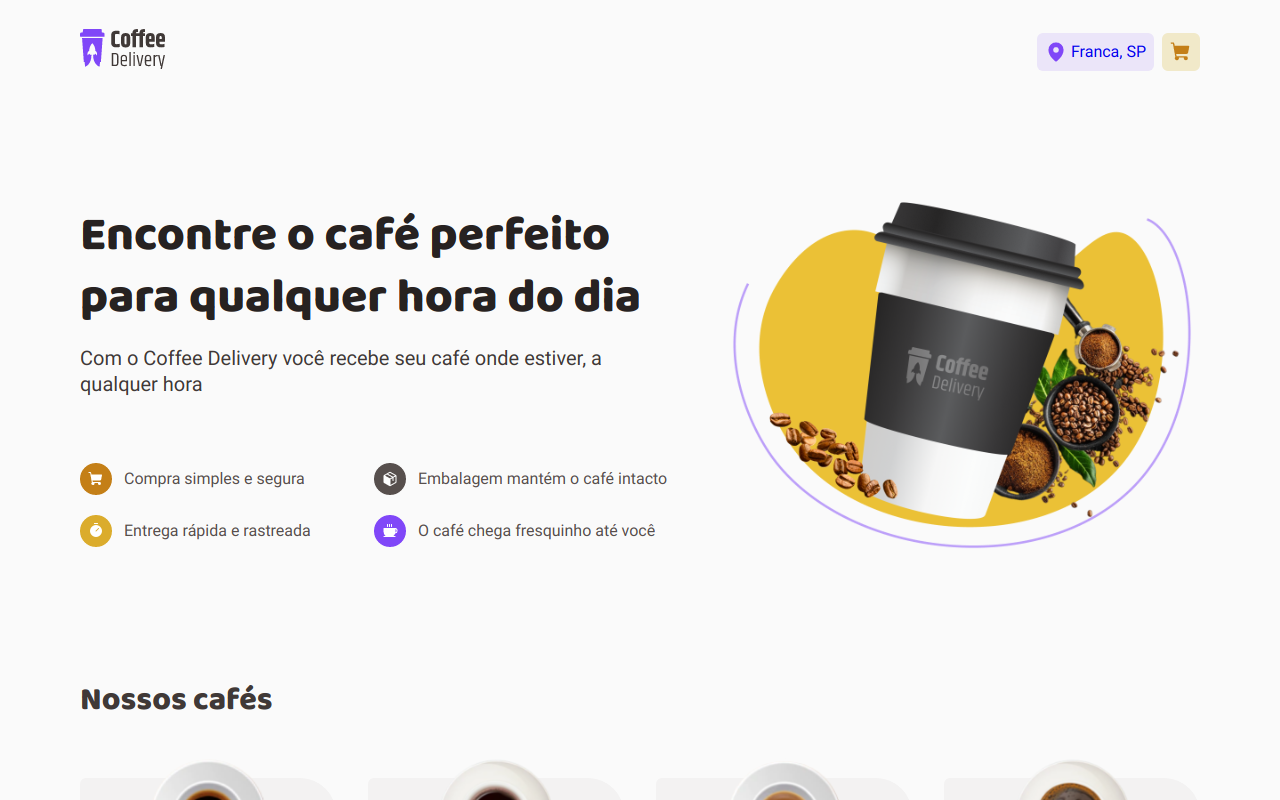 Coffee
Delivery
Franca, SP
Encontre o café perfeito
para qualquer hora do dia
Com o Coffee Delivery você recebe seu café onde estiver, a
qualquer hora
Coffee
Delivery
Compra simples e segura
Embalagem mantém o café intacto
Entrega rápida e rastreada
O café chega fresquinho até você
Nossos cafés